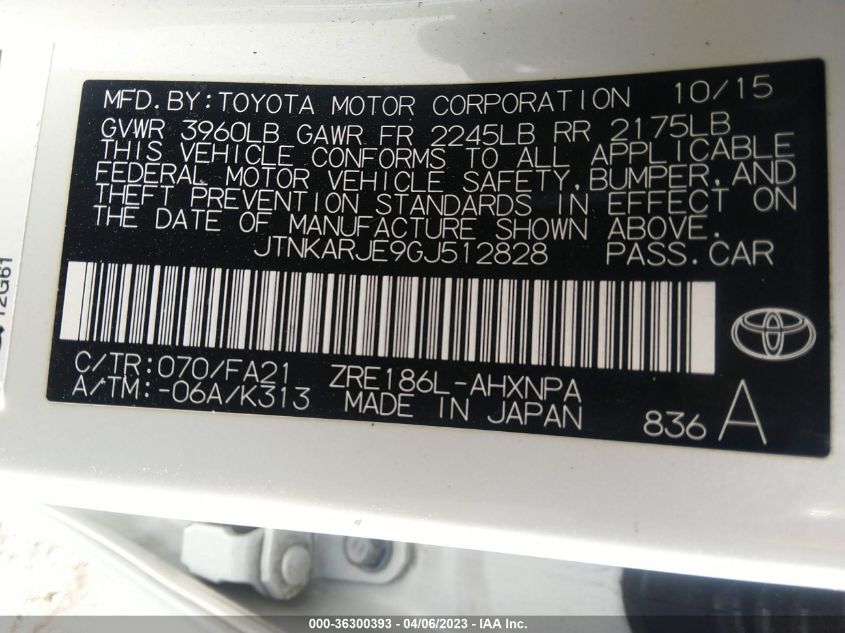 MFD.BY:TOYOTA MOTOR CORPORATION 10/15
GVWR 3960LB GAWR FR 2245LB RR 2175LB
THIS VEHICLE CONFORMS TO ALL APPLICABLE
FEDERAL MOTOR VEHICLE SAFETY,BUMPER,AND
THEFT PREVENTION STANDARDS IN EFFECT ON
THE DATE OF MANUFACTURE SHOWN ABOVE.
JTNKARJE9GJ512828 PASS.CAR
C/TR:070/FA21 ZRE186L-AHXNPA
A/TM:-06A/K313 MADE IN JAPAN
836 A
12G61
000-36300393 - 04/06/2023 - IAA Inc.